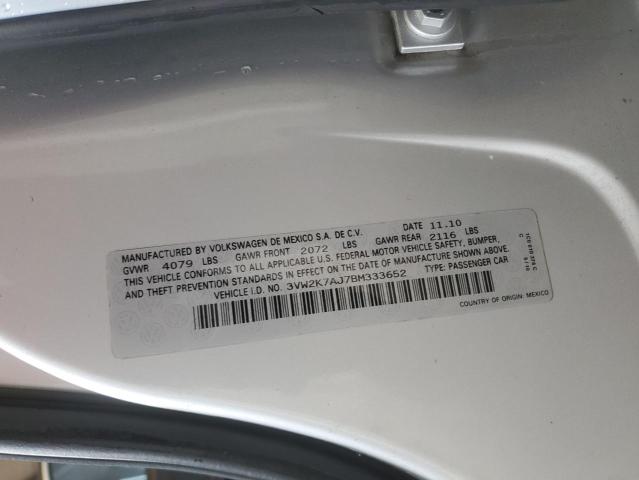 MANUFACTURED BY VOLKSWAGEN DE MEXICO S.A. DE C.V. DATE 11.10
GVWR 4079 LBS GAWR FRONT 2072 LBS GAWR REAR 2116 LBS
THIS VEHICLE CONFORMS TO ALL APPLICABLE U.S. FEDERAL MOTOR VEHICLE SAFETY, BUMPER,
AND THEFT PREVENTION STANDARDS IN EFFECT ON THE DATE OF MANUFACTURE SHOWN ABOVE.
VEHICLE I.D. NO. 3VW2K7AJ7BM333652 TYPE: PASSENGER CAR
COUNTRY OF ORIGIN: MEXICO